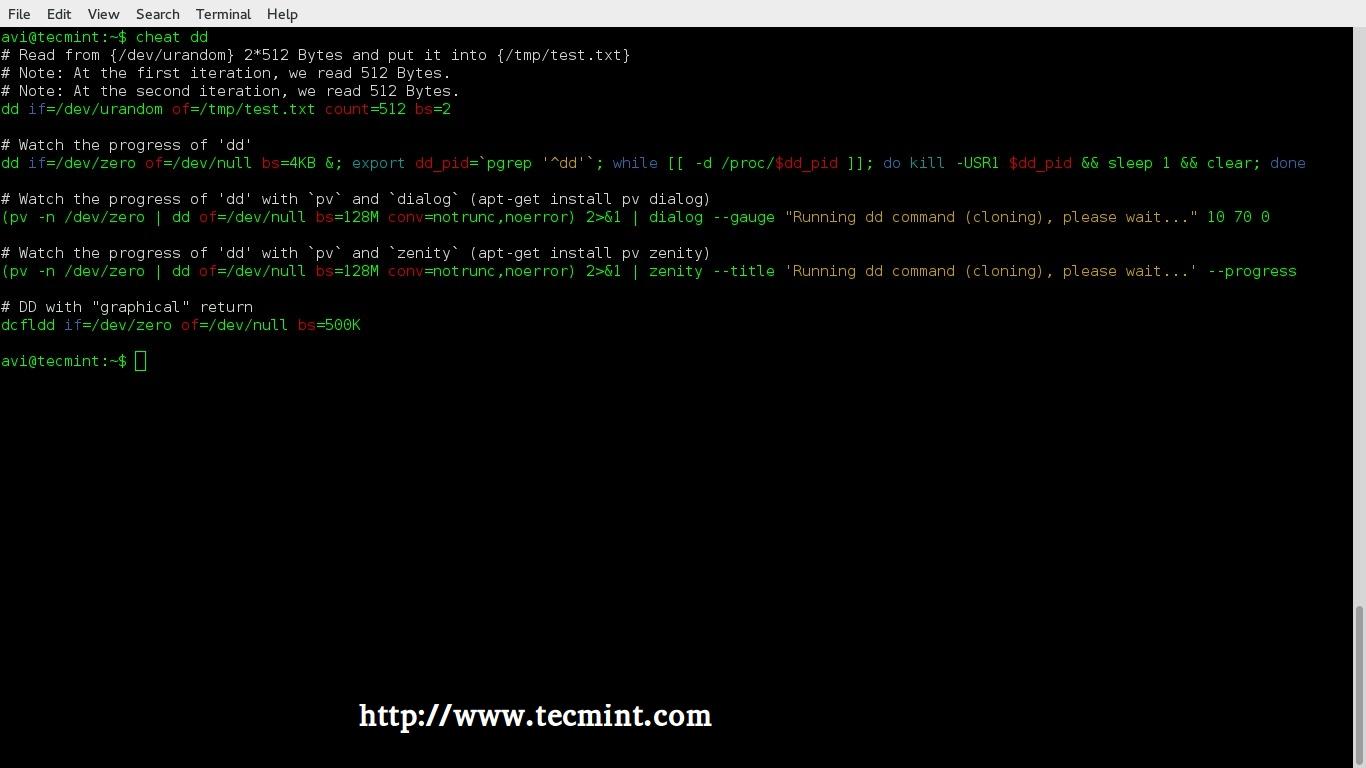 File Edit View Search Terminal Help
avi@tecmint:~$ cheat dd
# Read from {/dev/urandom} 2*512 Bytes and put it into {/tmp/test.txt}
# Note: At the first iteration, we read 512 Bytes.
# Note: At the second iteration, we read 512 Bytes.
dd if=/dev/urandom of=/tmp/test.txt count=512 bs=2
# Watch the progress of 'dd'
dd if=/dev/zero of=/dev/null bs=4KB &; export dd_pid=`pgrep '^dd'`; while [[ -d /proc/$dd_pid ]]; do kill -USR1 $dd_pid && sleep 1 && clear; done
# Watch the progress of 'dd' with `pv` and `dialog` (apt-get install pv dialog)
(pv -n /dev/zero | dd of=/dev/null bs=128M conv=notrunc,noerror) 2>&1 | dialog --gauge "Running dd command (cloning), please wait..." 10 70 0
# Watch the progress of 'dd' with `pv` and `zenity` (apt-get install pv zenity)
(pv -n /dev/zero | dd of=/dev/null bs=128M conv=notrunc,noerror) 2>&1 | zenity --title 'Running dd command (cloning), please wait...' --progress
# DD with "graphical" return
dcfldd if=/dev/zero of=/dev/null bs=500K
avi@tecmint:~$
http://www.tecmint.com